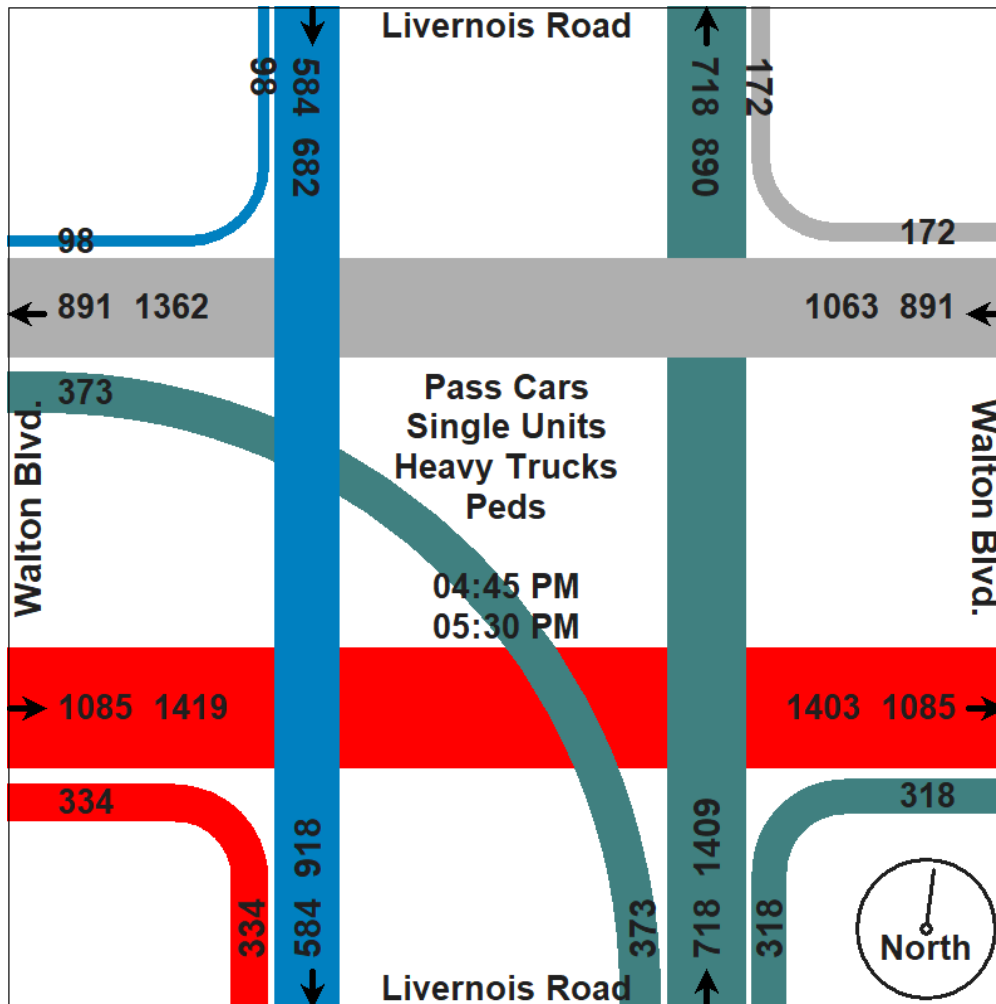 Livernois Road
98
584 682
718 890
172
98
172
891 1362
1063 891
373
Pass Cars
Single Units
Heavy Trucks
Peds
Walton Blvd.
Walton Blvd.
04:45 PM
05:30 PM
1085 1419
1403 1085
334
318
334
584 918
373
718 1409
318
North
Livernois Road